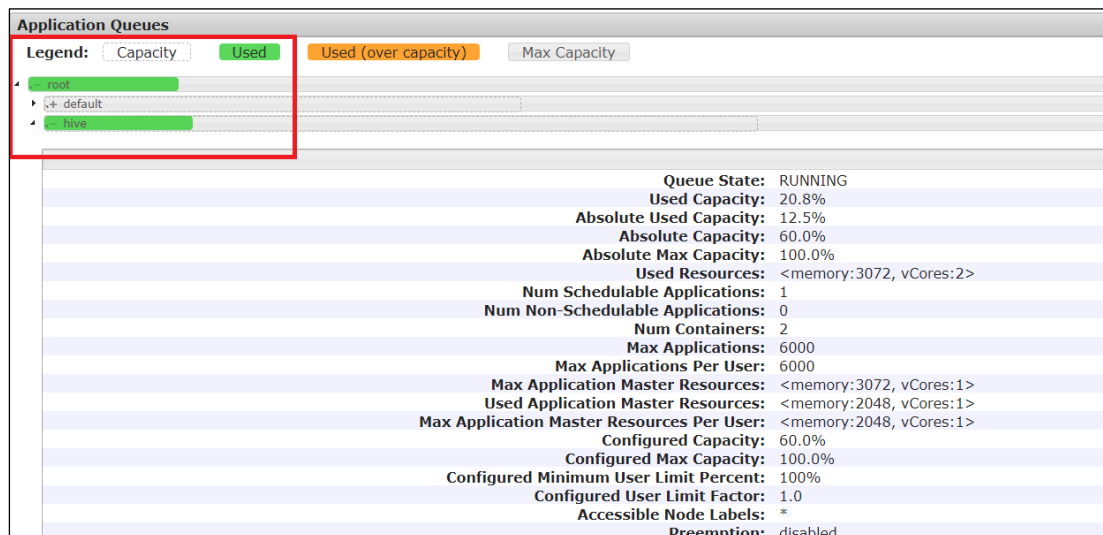 Application Queues
Legend: Capacity Used Used (over capacity) Max Capacity
- root
+ default
- hive
Queue State: RUNNING
Used Capacity: 20.8%
Absolute Used Capacity: 12.5%
Absolute Capacity: 60.0%
Absolute Max Capacity: 100.0%
Used Resources: <memory:3072, vCores:2>
Num Schedulable Applications: 1
Num Non-Schedulable Applications: 0
Num Containers: 2
Max Applications: 6000
Max Applications Per User: 6000
Max Application Master Resources: <memory:3072, vCores:1>
Used Application Master Resources: <memory:2048, vCores:1>
Max Application Master Resources Per User: <memory:2048, vCores:1>
Configured Capacity: 60.0%
Configured Max Capacity: 100.0%
Configured Minimum User Limit Percent: 100%
Configured User Limit Factor: 1.0
Accessible Node Labels: *
Preemption: disabled